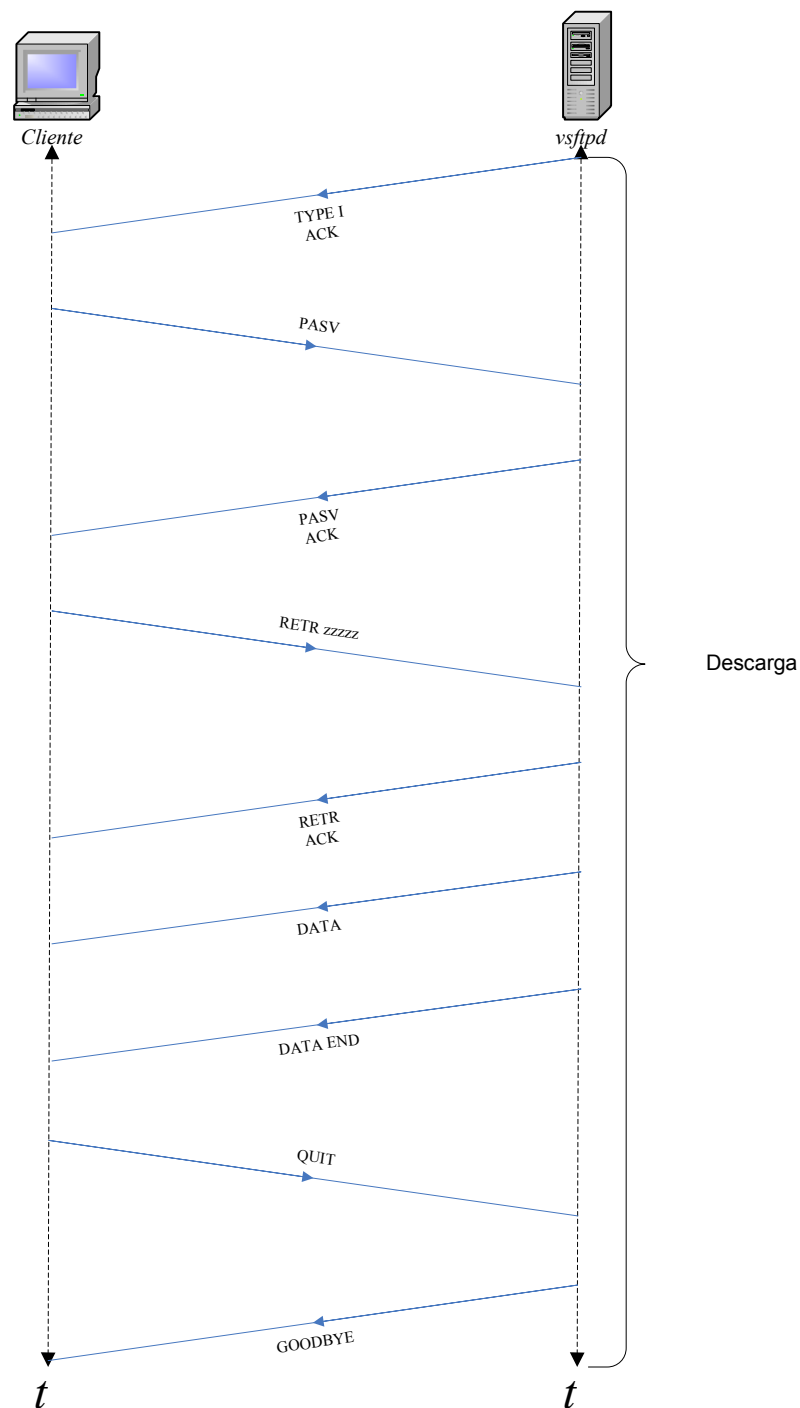 Cliente
vsftpd
TYPE I
ACK
PASV
PASV
ACK
RETR zzzzz
Descarga
RETR
ACK
DATA
DATA END
QUIT
GOODBYE
t
t